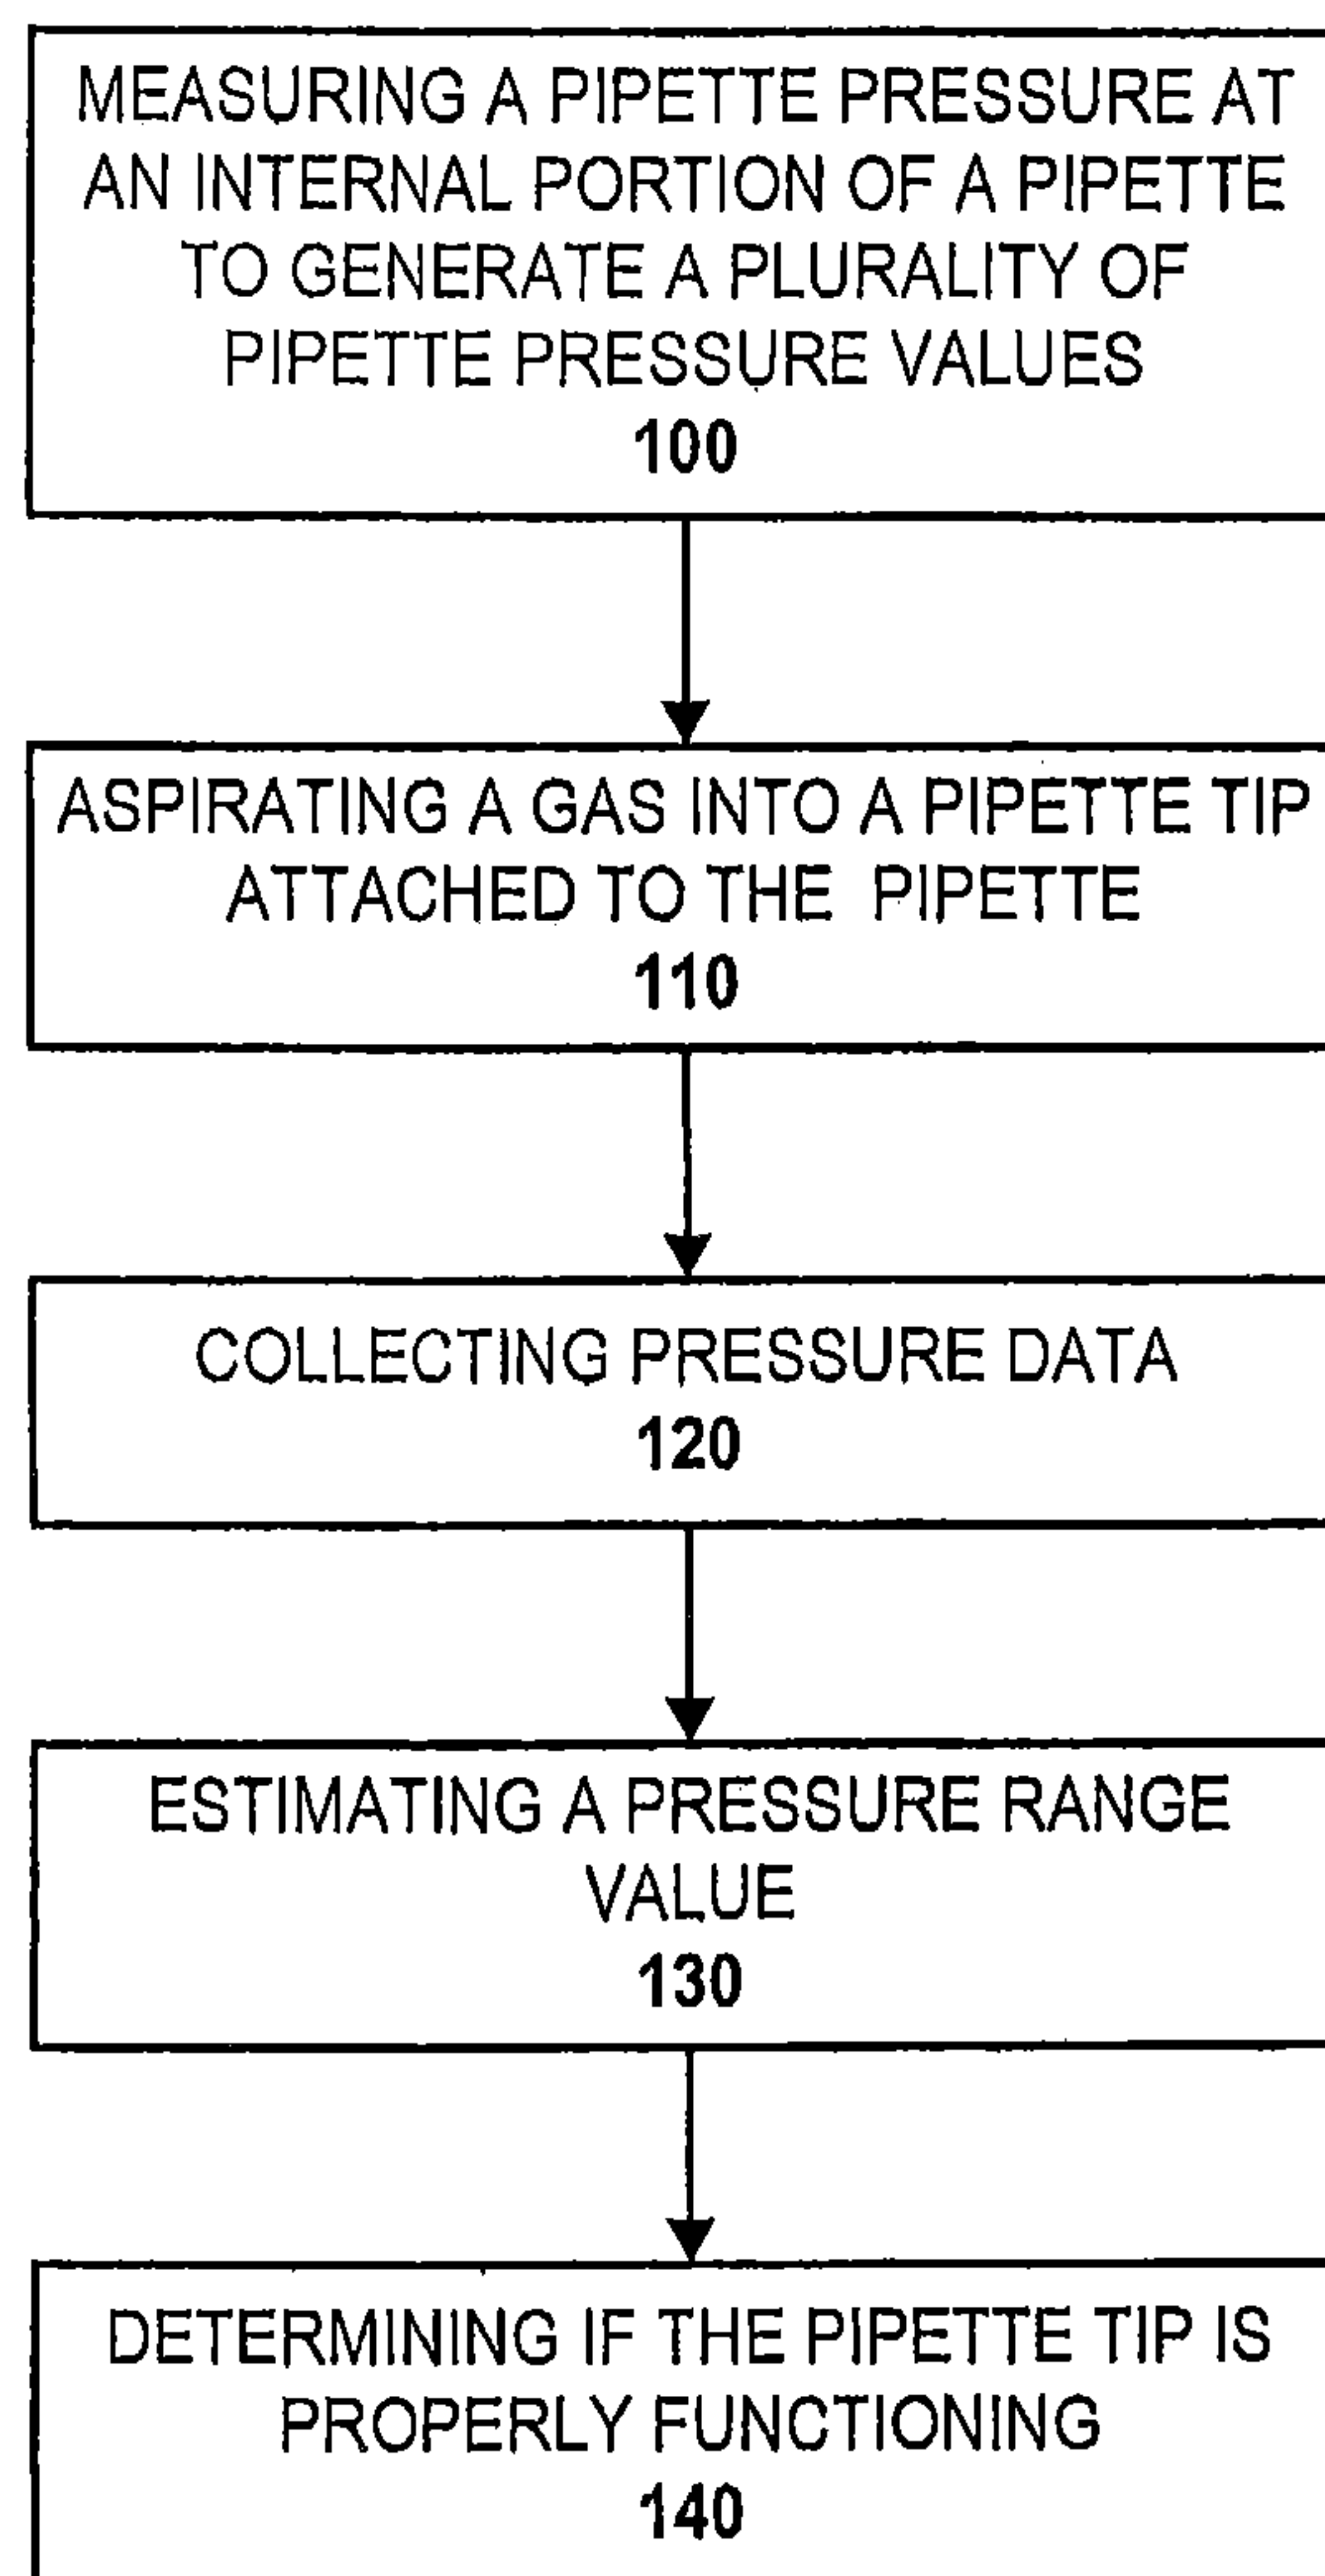 MEASURING A PIPETTE PRESSURE AT
AN INTERNAL PORTION OF A PIPETTE
TO GENERATE A PLURALITY OF
PIPETTE PRESSURE VALUES
100
ASPIRATING A GAS INTO A PIPETTE TIP
ATTACHED TO THE PIPETTE
110
COLLECTING PRESSURE DATA
120
ESTIMATING A PRESSURE RANGE
VALUE
130
DETERMINING IF THE PIPETTE TIP IS
PROPERLY FUNCTIONING
140